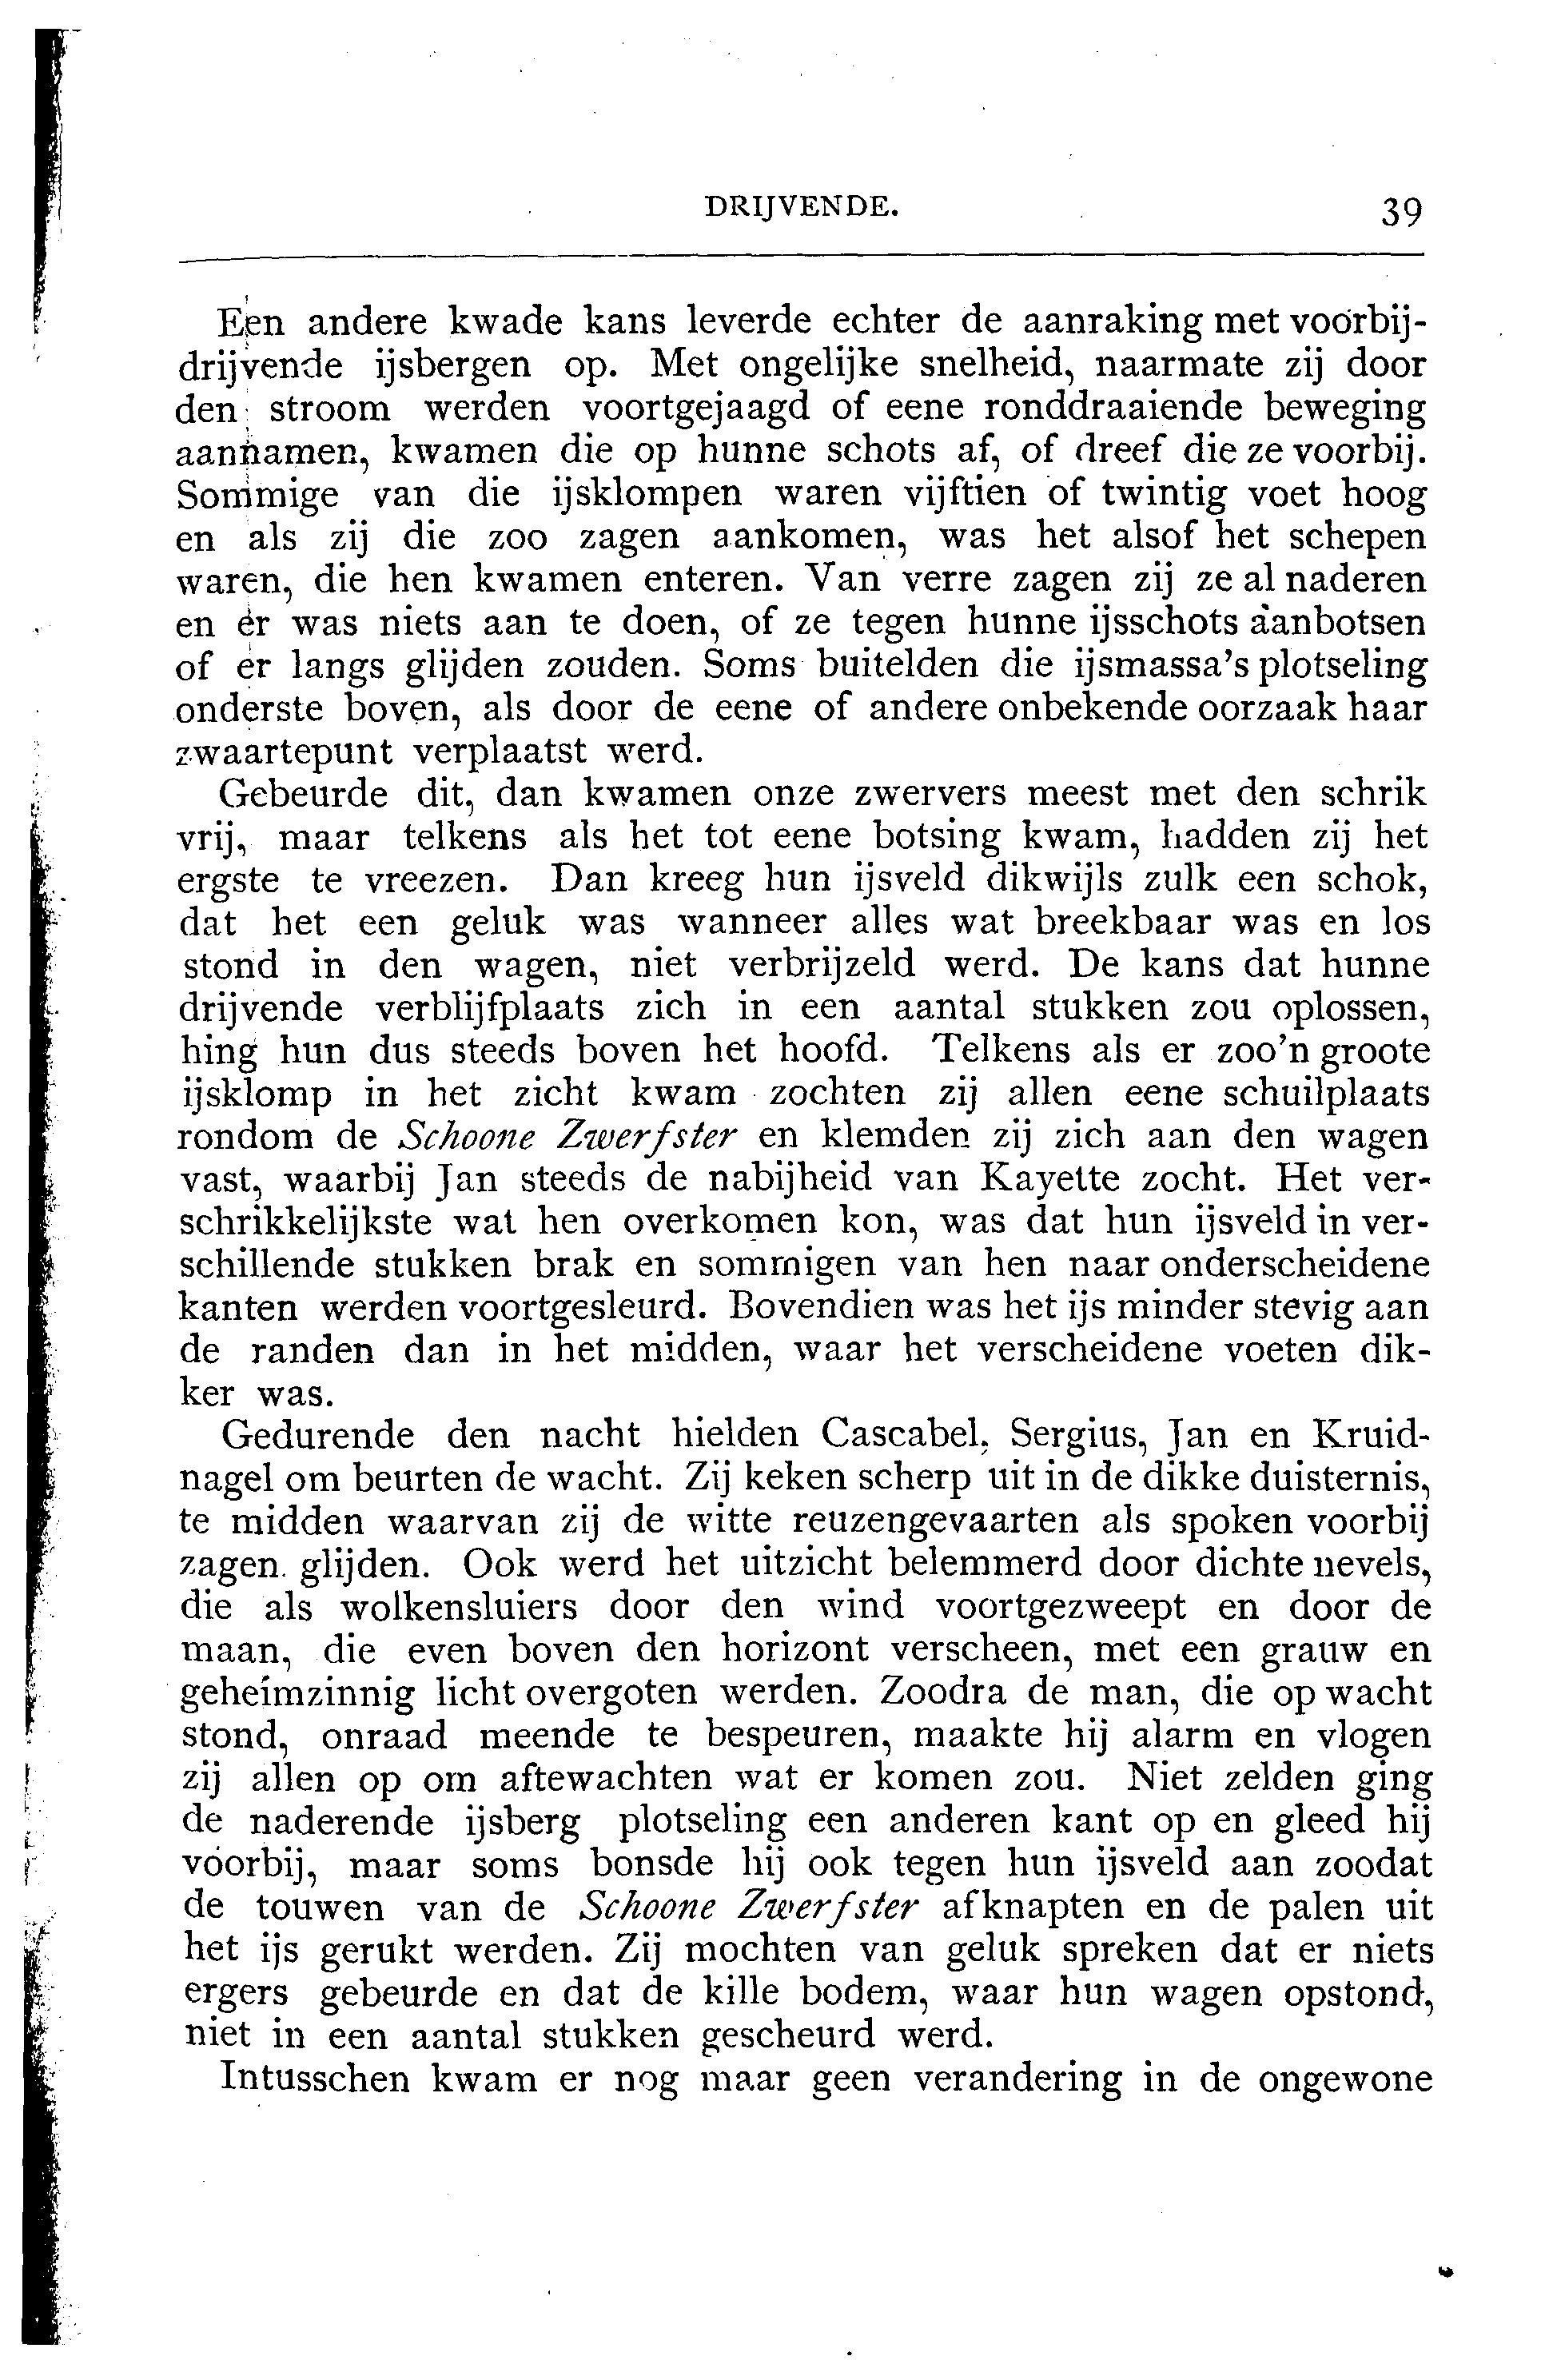 DRIJVENDE. 39
Een andere kwade kans leverde echter de aanraking met voorbij-
drijvende ijsbergen op. Met ongelijke snelheid, naarmate zij door
den stroom werden voortgejaagd of eene ronddraaiende beweging
aannamen, kwamen die op hunne schots af, of dreef die ze voorbij.
Sommige van die ijsklompen waren vijftien of twintig voet hoog
en als zij die zoo zagen aankomen, was het alsof het schepen
waren, die hen kwamen enteren. Van verre zagen zij ze al naderen
en er was niets aan te doen, of ze tegen hunne ijsschots aanbotsen
of er langs glijden zouden. Soms buitelden die ijsmassa's plotseling
onderste boven, als door de eene of andere onbekende oorzaak haar
zwaartepunt verplaatst werd.
Gebeurde dit, dan kwamen onze zwervers meest met den schrik
vrij, maar telkens als het tot eene botsing kwam, hadden zij het
ergste te vreezen. Dan kreeg hun ijsveld dikwijls zulk een schok,
dat het een geluk was wanneer alles wat breekbaar was en los
stond in den wagen, niet verbrijzeld werd. De kans dat hunne
drijvende verblijfplaats zich in een aantal stukken zou oplossen,
hing hun dus steeds boven het hoofd. Telkens als er zoo'n groote
ijsklomp in het zicht kwam zochten zij allen eene schuilplaats
rondom de Schoone Zwerfster en klemden zij zich aan den wagen
vast, waarbij Jan steeds de nabijheid van Kayette zocht. Het ver-
schrikkelijkste wat hen overkomen kon, was dat hun ijsveld in ver-
schillende stukken brak en sommigen van hen naar onderscheidene
kanten werden voortgesleurd. Bovendien was het ijs minder stevig aan
de randen dan in het midden, waar het verscheidene voeten dik-
ker was.
Gedurende den nacht hielden Cascabel, Sergius, Jan en Kruid-
nagel om beurten de wacht. Zij keken scherp uit in de dikke duisternis,
te midden waarvan zij de witte reuzengevaarten als spoken voorbij
zagen glijden. Ook werd het uitzicht belemmerd door dichte nevels,
die als wolkensluiers door den wind voortgezweept en door de
maan, die even boven den horizont verscheen, met een grauw en
geheimzinnig licht overgoten werden. Zoodra de man, die op wacht
stond, onraad meende te bespeuren, maakte hij alarm en vlogen
zij allen op om aftewachten wat er komen zou. Niet zelden ging
de naderende ijsberg plotseling een anderen kant op en gleed hij
voorbij, maar soms bonsde hij ook tegen hun ijsveld aan zoodat
de touwen van de Schoone Zwerfster afknapten en de palen uit
het ijs gerukt werden. Zij mochten van geluk spreken dat er niets
ergers gebeurde en dat de kille bodem, waar hun wagen opstond,
niet in een aantal stukken gescheurd werd.
Intusschen kwam er nog maar geen verandering in de ongewone